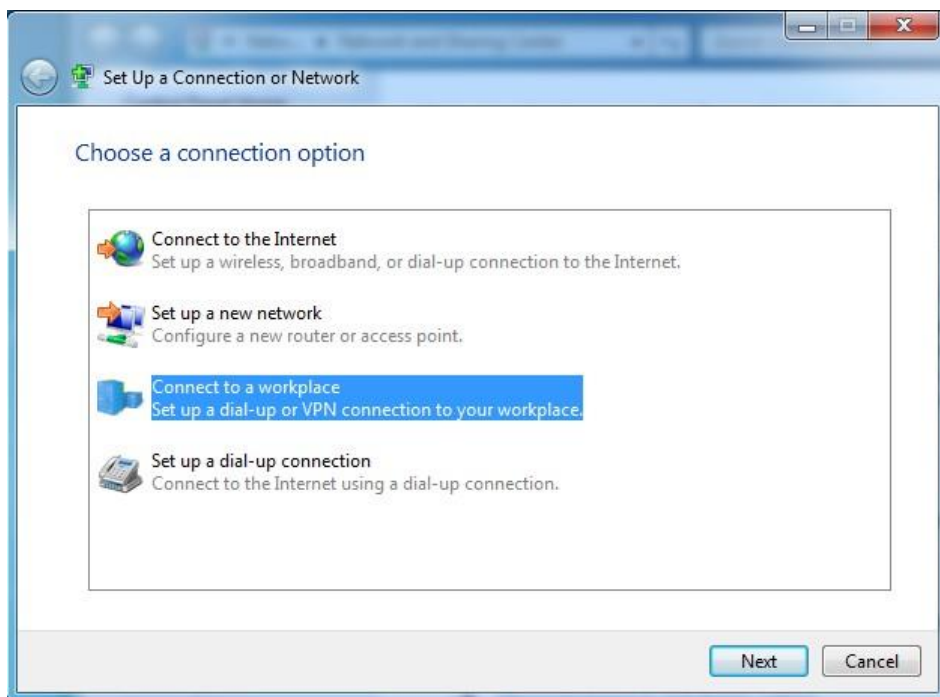 Set Up a Connection or Network
Choose a connection option
Connect to the Internet
Set up a wireless, broadband, or dial-up connection to the Internet.
Set up a new network
Configure a new router or access point.
Connect to a workplace
Set up a dial-up or VPN connection to your workplace.
Set up a dial-up connection
Connect to the Internet using a dial-up connection.
Next Cancel